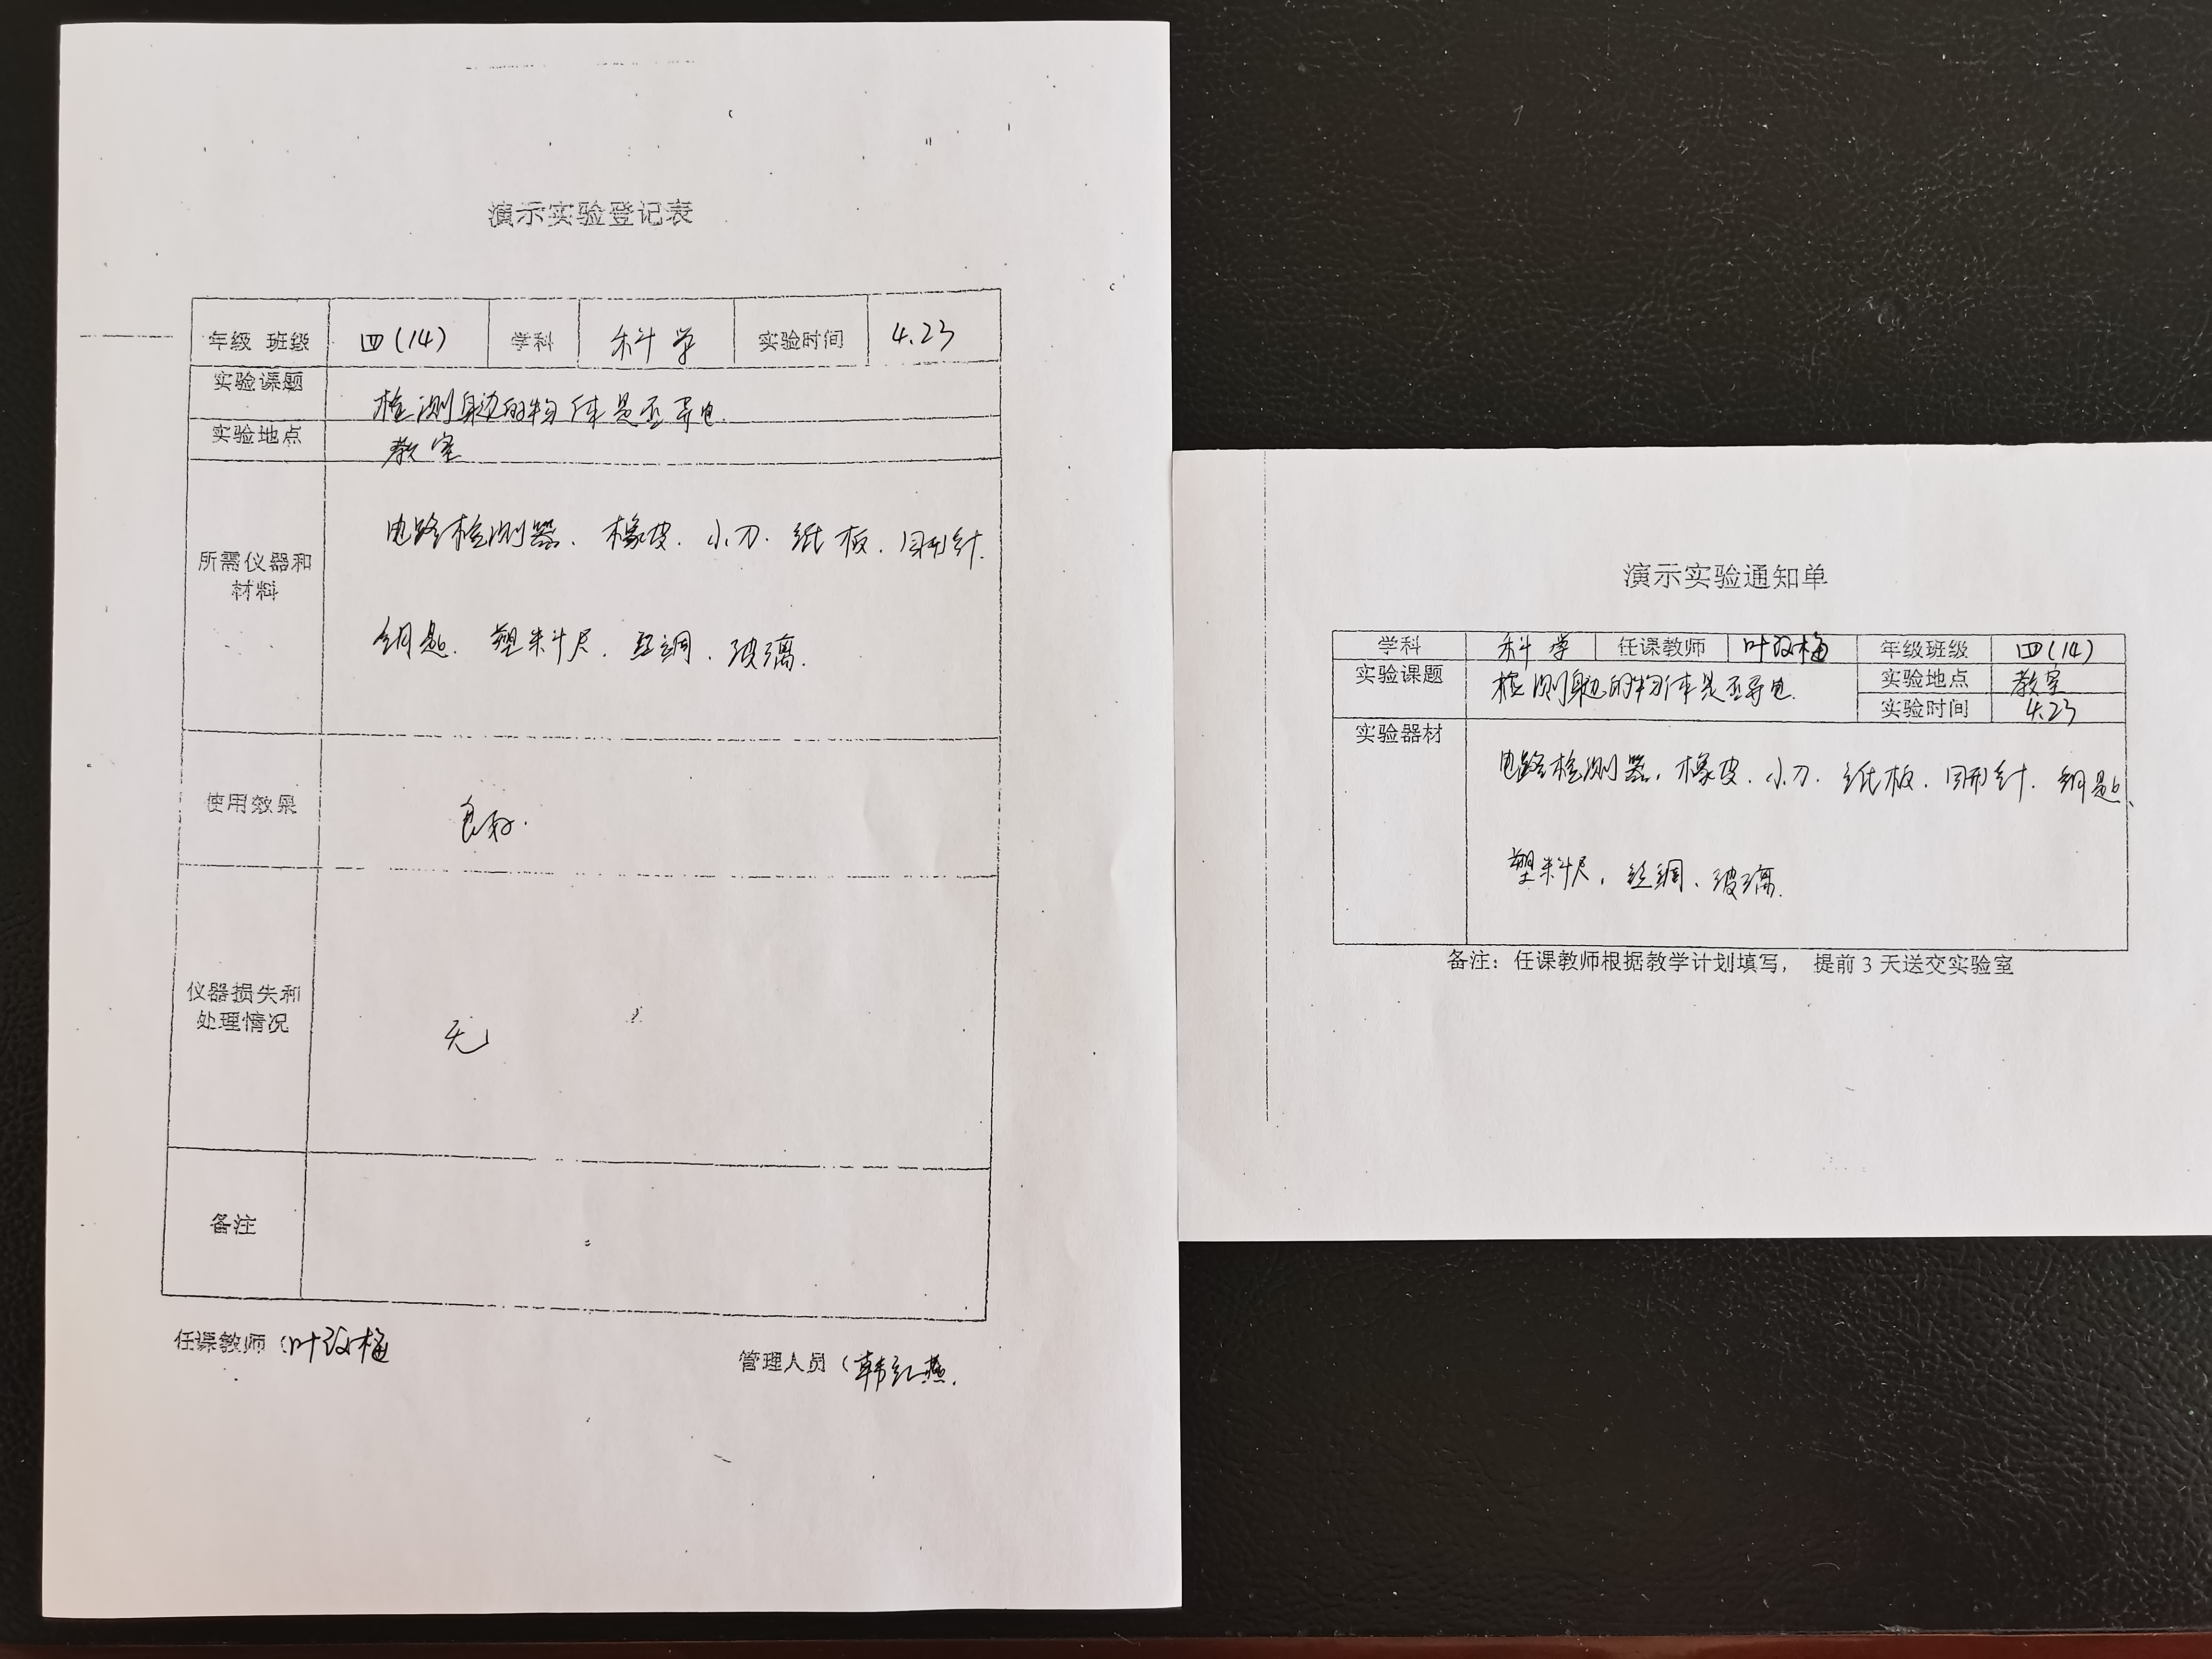 演示实验登记表
年级 班级 四(14) 学科 科学 实验时间 4.23
实验课题 检测身边的物体是否导电.
实验地点 教室
所需仪器和
材料
电路检测器、橡皮.小刀.纸板.回形针.
钥匙.塑料尺.丝绸.玻璃.
使用效果 良好.
仪器损失和
处理情况
无
备注
任课教师(叶
管理人员(韩红燕.
演示实验通知单
学科 科学 任课教师 叶 年级班级 四(14)
实验课题 检测身边的物体是否导电. 实验地点 教室
实验时间 4.23
实验器材 电路检测器.橡皮.小刀.纸板.回形针.钥匙、
塑料尺.丝绸、玻璃.
备注：任课教师根据教学计划填写， 提前3天送交实验室